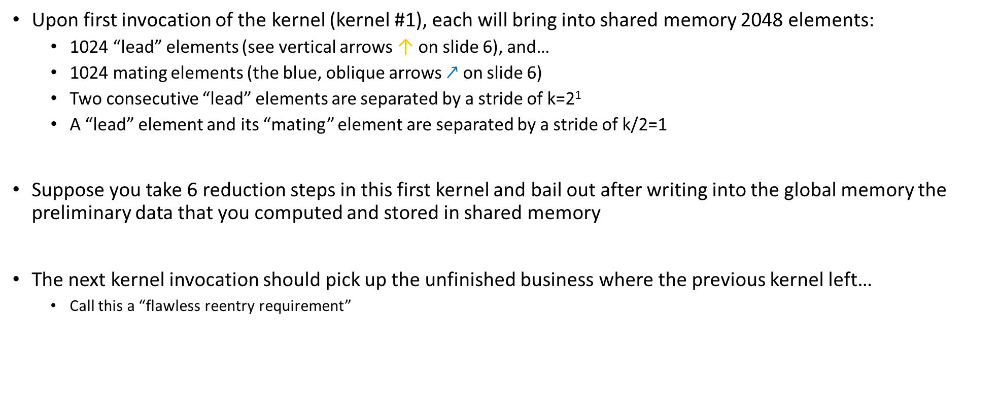 • Upon first invocation of the kernel (kernel #1), each will bring into shared memory 2048 elements:
• 1024 “lead” elements (see vertical arrows ↑ on slide 6), and…
• 1024 mating elements (the blue, oblique arrows ↗ on slide 6)
• Two consecutive “lead” elements are separated by a stride of k=2¹
• A “lead” element and its “mating” element are separated by a stride of k/2=1
• Suppose you take 6 reduction steps in this first kernel and bail out after writing into the global memory the
preliminary data that you computed and stored in shared memory
• The next kernel invocation should pick up the unfinished business where the previous kernel left…
• Call this a “flawless reentry requirement”